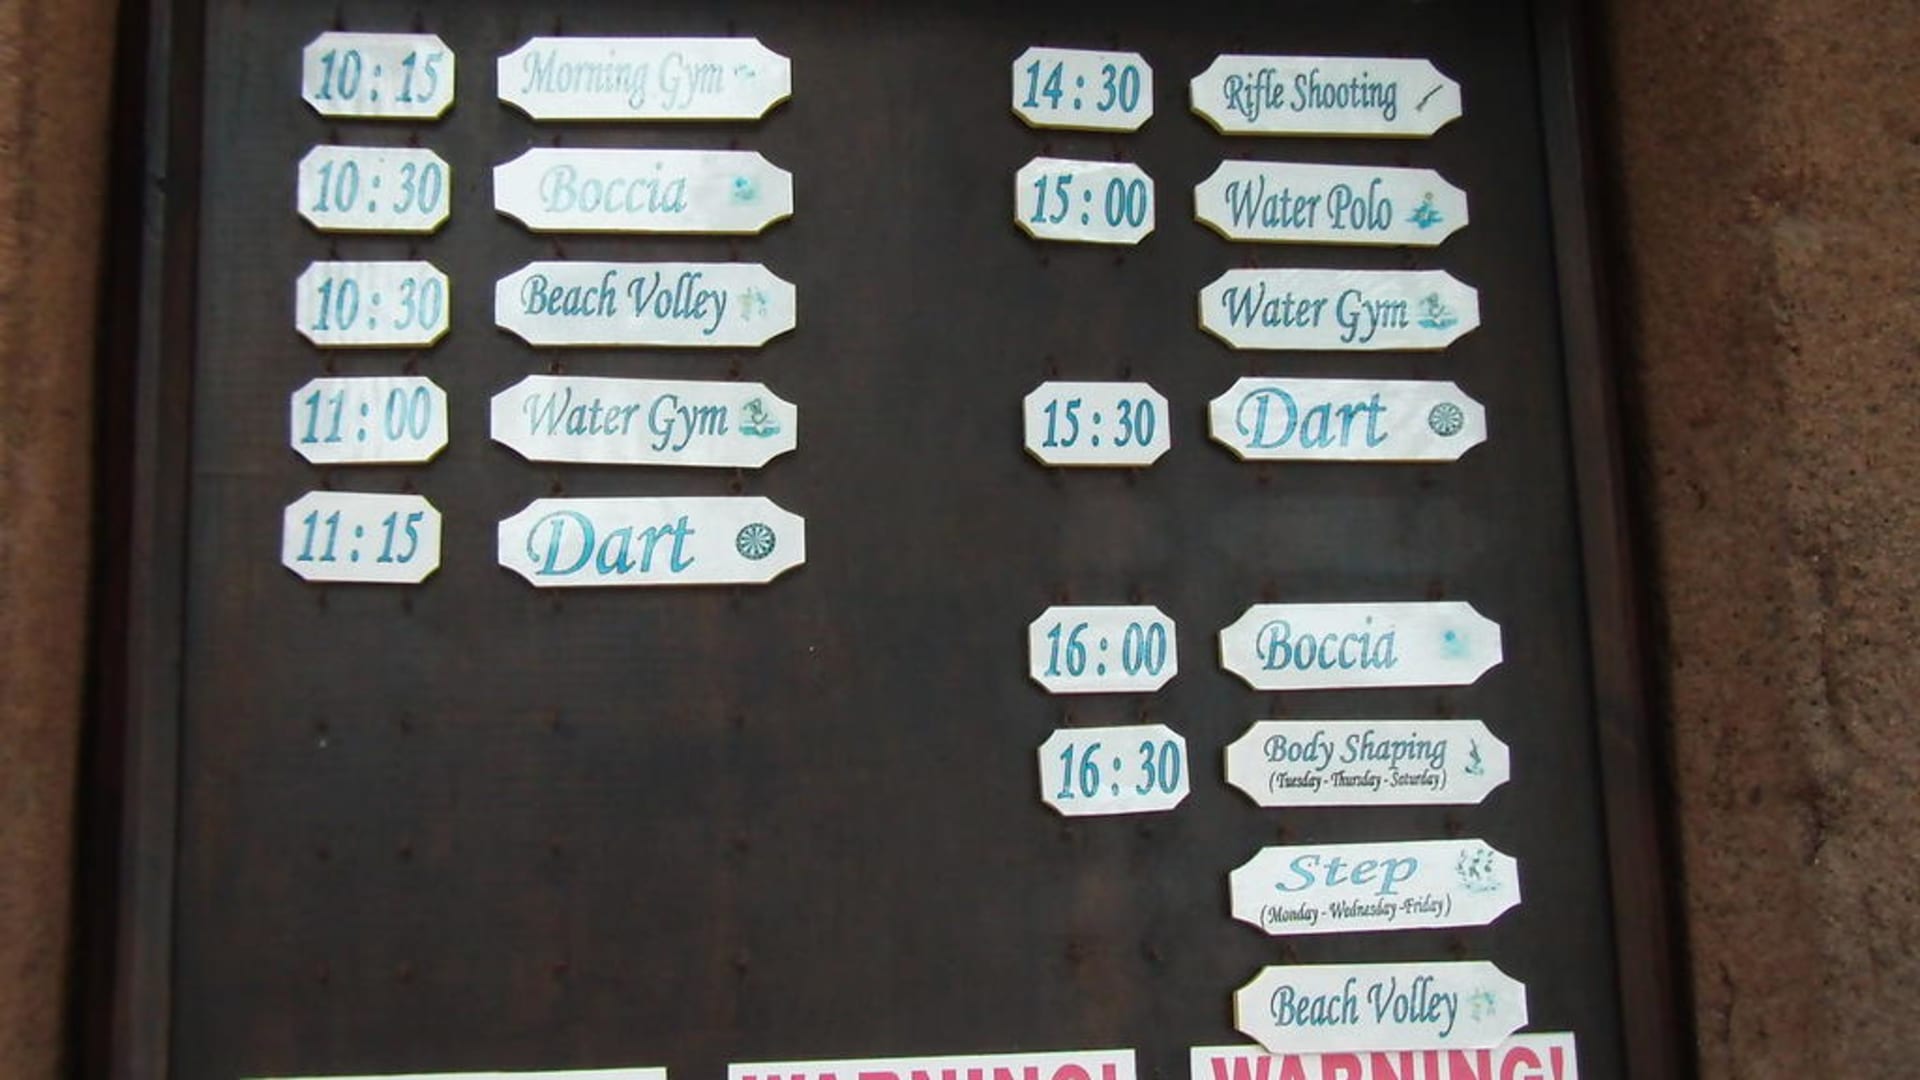 10:15 Morning Gym
10:30 Boccia
10:30 Beach Volley
11:00 Water Gym
11:15 Dart
14:30 Rifle Shooting
15:00 Water Polo
Water Gym
15:30 Dart
16:00 Boccia
16:30 Body Shaping
(Tuesday - Thursday - Saturday)
Step
(Monday - Wednesday - Friday)
Beach Volley
WARNING!
WARNING!